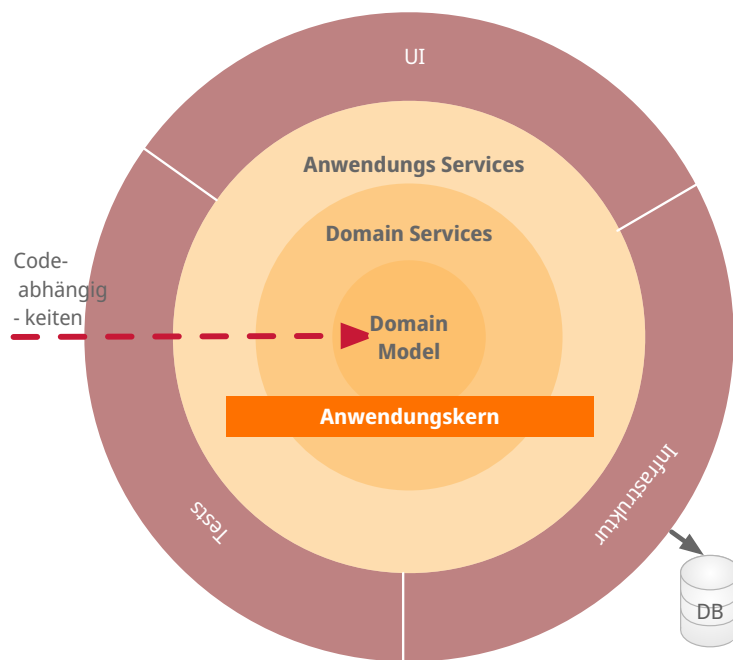 UI
Anwendungs Services
Domain Services
Code-
abhängig
- keiten
Domain
Model
Anwendungskern
Tests
Infrastruktur
DB